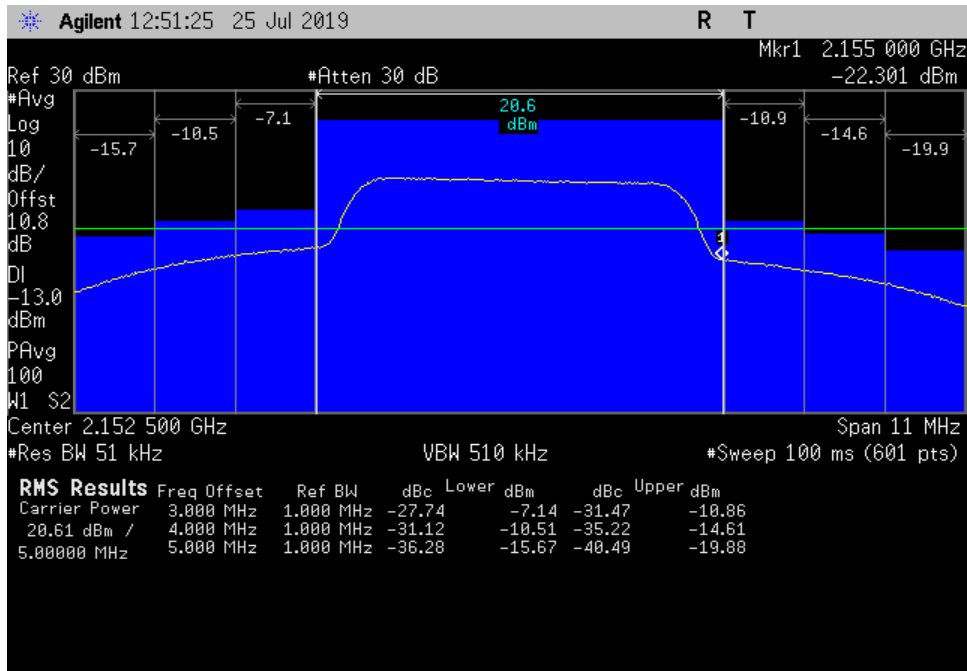 Agilent 12:51:25 25 Jul 2019 R T
Mkr1 2.155 000 GHz
Ref 30 dBm #Atten 30 dB -22.301 dBm
#Avg
Log
10
dB/
Offst
10.8
dB
DI
-13.0
dBm
PAvg
100
W1 S2
-15.7 -10.5 -7.1 20.6 dBm -10.9 -14.6 -19.9
1
Center 2.152 500 GHz Span 11 MHz
#Res BW 51 kHz VBW 510 kHz #Sweep 100 ms (601 pts)
RMS Results Freq Offset Ref BW dBc Lower dBm dBc Upper dBm
Carrier Power 3.000 MHz 1.000 MHz -27.74 -7.14 -31.47 -10.86
20.61 dBm / 4.000 MHz 1.000 MHz -31.12 -10.51 -35.22 -14.61
5.00000 MHz 5.000 MHz 1.000 MHz -36.28 -15.67 -40.49 -19.88